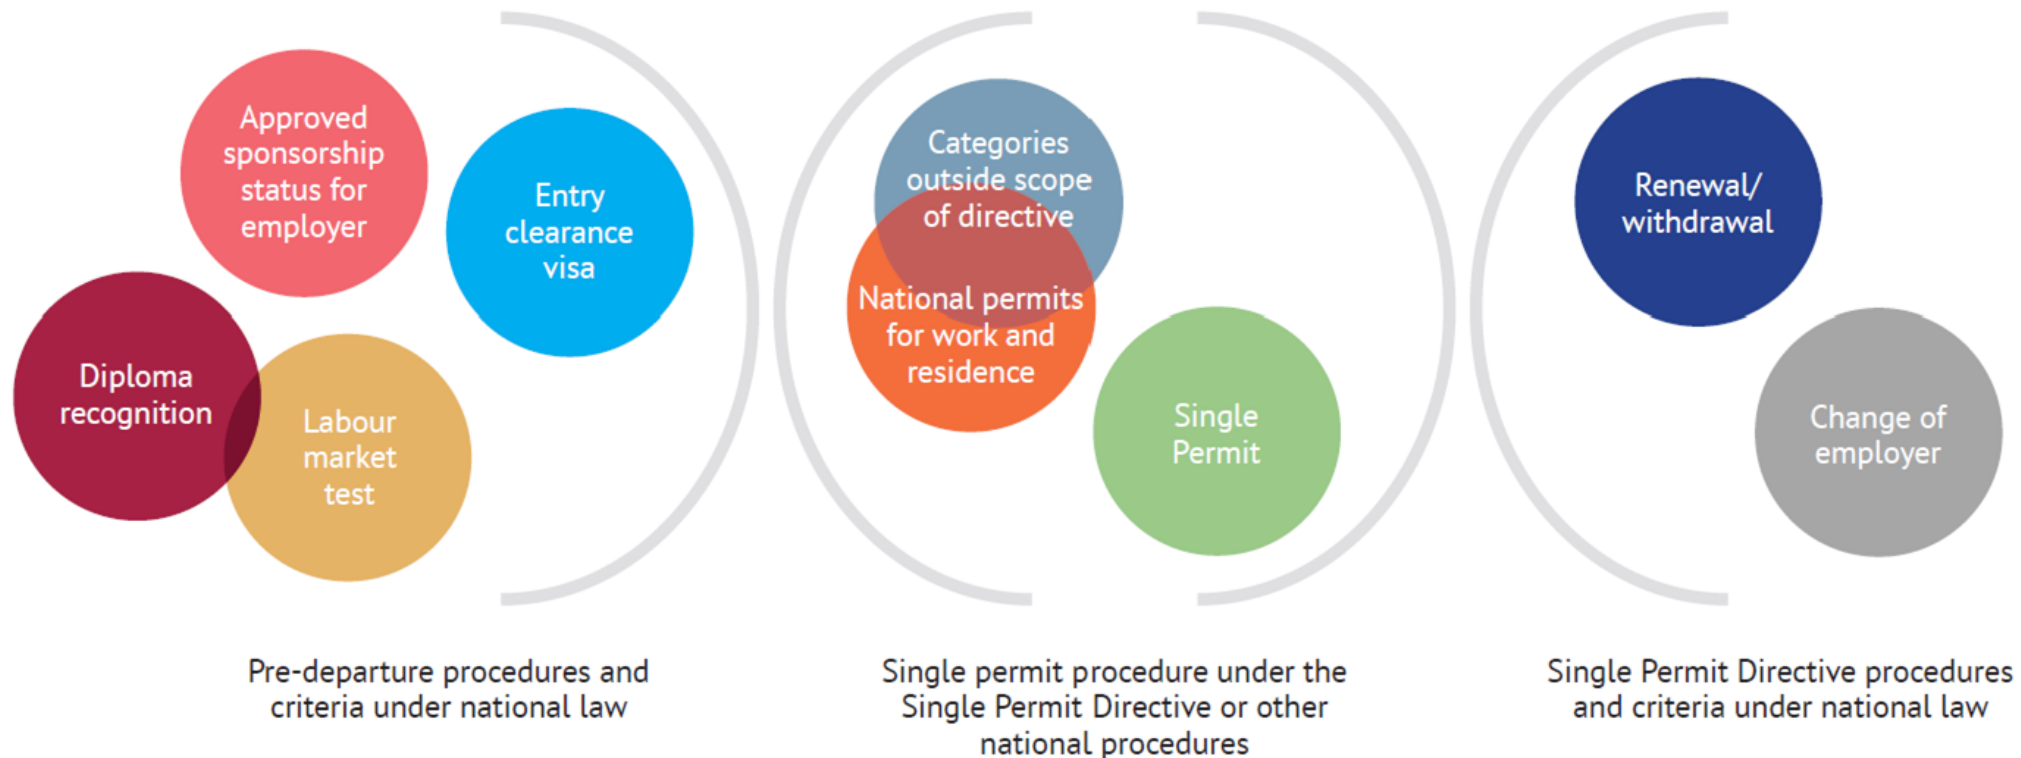 Approved
sponsorship
status for
employer
Entry
clearance
visa
Diploma
recognition
Labour
market
test
Categories
outside scope
of directive
National permits
for work and
residence
Single
Permit
Renewal/
withdrawal
Change of
employer
Pre-departure procedures and
criteria under national law
Single permit procedure under the
Single Permit Directive or other
national procedures
Single Permit Directive procedures
and criteria under national law